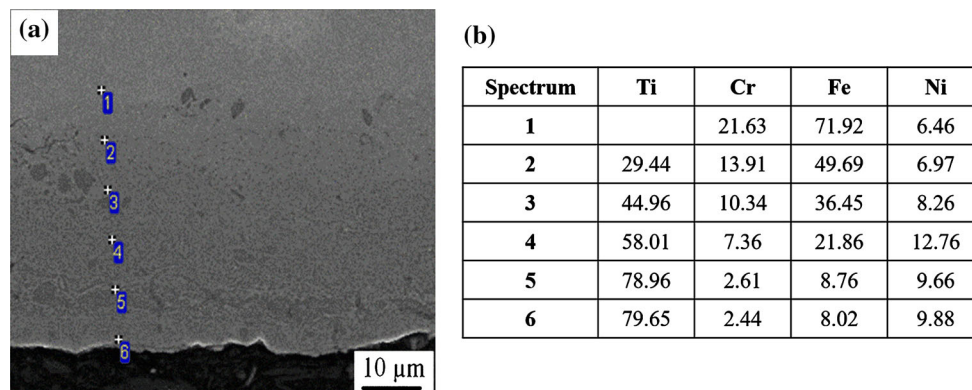 (a)
1
2
3
4
5
6
10 µm
(b)
Spectrum Ti Cr Fe Ni
1 21.63 71.92 6.46
2 29.44 13.91 49.69 6.97
3 44.96 10.34 36.45 8.26
4 58.01 7.36 21.86 12.76
5 78.96 2.61 8.76 9.66
6 79.65 2.44 8.02 9.88